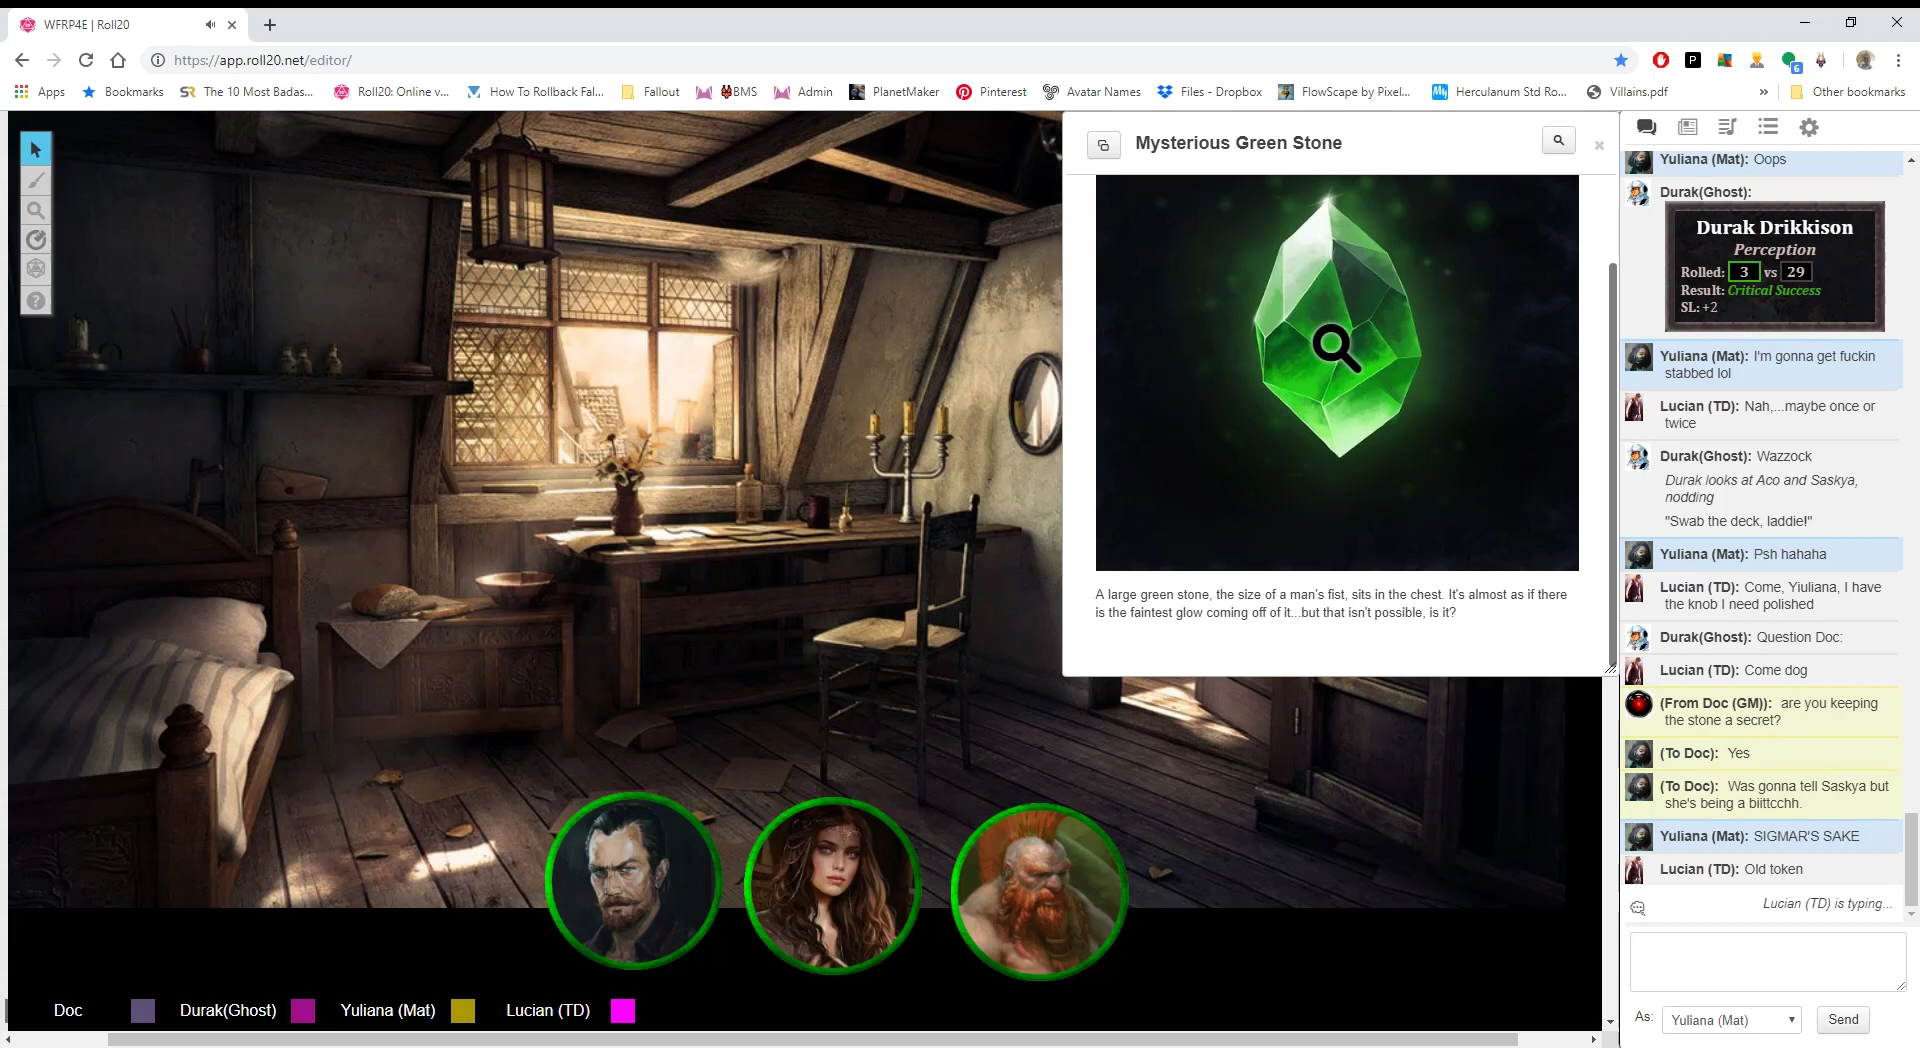 WFRP4E | Roll20
https://app.roll20.net/editor/
Apps
Bookmarks
The 10 Most Badas...
Roll20: Online v...
How To Rollback Fal...
Fallout
BMS
Admin
PlanetMaker
Pinterest
Avatar Names
Files - Dropbox
FlowScape by Pixel...
Herculanum Std Ro...
Villains.pdf
»
Other bookmarks
Mysterious Green Stone
A large green stone, the size of a man's fist, sits in the chest. It's almost as if there
is the faintest glow coming off of it...but that isn't possible, is it?
Yuliana (Mat): Oops
Durak(Ghost):
Durak Drikkison
Perception
Rolled: 3 vs 29
Result: Critical Success
SL: +2
Yuliana (Mat): I'm gonna get fuckin
stabbed lol
Lucian (TD): Nah,...maybe once or
twice
Durak(Ghost): Wazzock
Durak looks at Aco and Saskya,
nodding
"Swab the deck, laddie!"
Yuliana (Mat): Psh hahaha
Lucian (TD): Come, Yiuliana, I have
the knob I need polished
Durak(Ghost): Question Doc:
Lucian (TD): Come dog
(From Doc (GM)): are you keeping
the stone a secret?
(To Doc): Yes
(To Doc): Was gonna tell Saskya but
she's being a biittcchh.
Yuliana (Mat): SIGMAR'S SAKE
Lucian (TD): Old token
Lucian (TD) is typing...
As: Yuliana (Mat) Send
Doc
Durak(Ghost)
Yuliana (Mat)
Lucian (TD)